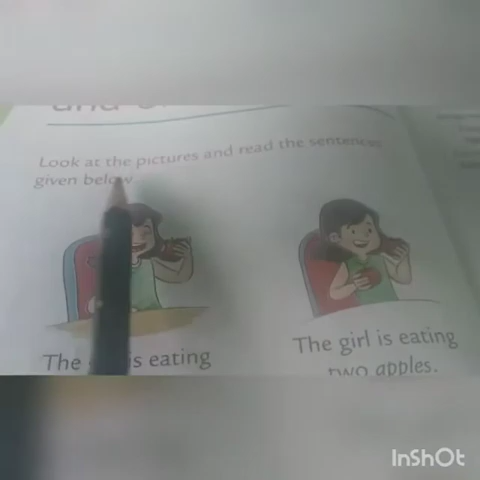 Look at the pictures and read the sentences
given below
The is eating
The girl is eating
two apples.
InShOt